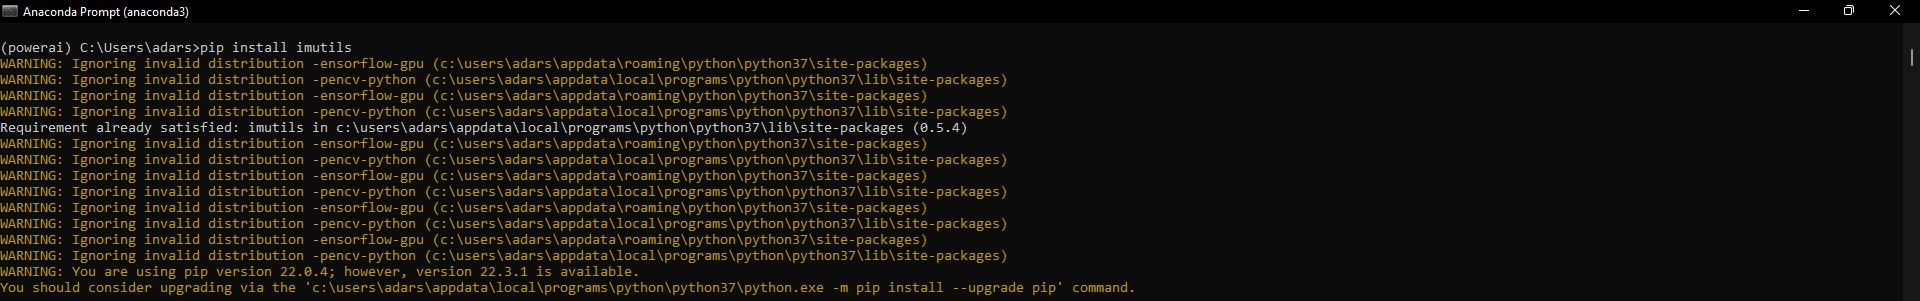 Anaconda Prompt (anaconda3)
(powerai) C:\Users\adars>pip install imutils
WARNING: Ignoring invalid distribution -ensorflow-gpu (c:\users\adars\appdata\roaming\python\python37\site-packages)
WARNING: Ignoring invalid distribution -pencv-python (c:\users\adars\appdata\local\programs\python\python37\lib\site-packages)
WARNING: Ignoring invalid distribution -ensorflow-gpu (c:\users\adars\appdata\roaming\python\python37\site-packages)
WARNING: Ignoring invalid distribution -pencv-python (c:\users\adars\appdata\local\programs\python\python37\lib\site-packages)
Requirement already satisfied: imutils in c:\users\adars\appdata\local\programs\python\python37\lib\site-packages (0.5.4)
WARNING: Ignoring invalid distribution -ensorflow-gpu (c:\users\adars\appdata\roaming\python\python37\site-packages)
WARNING: Ignoring invalid distribution -pencv-python (c:\users\adars\appdata\local\programs\python\python37\lib\site-packages)
WARNING: Ignoring invalid distribution -ensorflow-gpu (c:\users\adars\appdata\roaming\python\python37\site-packages)
WARNING: Ignoring invalid distribution -pencv-python (c:\users\adars\appdata\local\programs\python\python37\lib\site-packages)
WARNING: Ignoring invalid distribution -ensorflow-gpu (c:\users\adars\appdata\roaming\python\python37\site-packages)
WARNING: Ignoring invalid distribution -pencv-python (c:\users\adars\appdata\local\programs\python\python37\lib\site-packages)
WARNING: Ignoring invalid distribution -ensorflow-gpu (c:\users\adars\appdata\roaming\python\python37\site-packages)
WARNING: Ignoring invalid distribution -pencv-python (c:\users\adars\appdata\local\programs\python\python37\lib\site-packages)
WARNING: You are using pip version 22.0.4; however, version 22.3.1 is available.
You should consider upgrading via the 'c:\users\adars\appdata\local\programs\python\python37\python.exe -m pip install --upgrade pip' command.